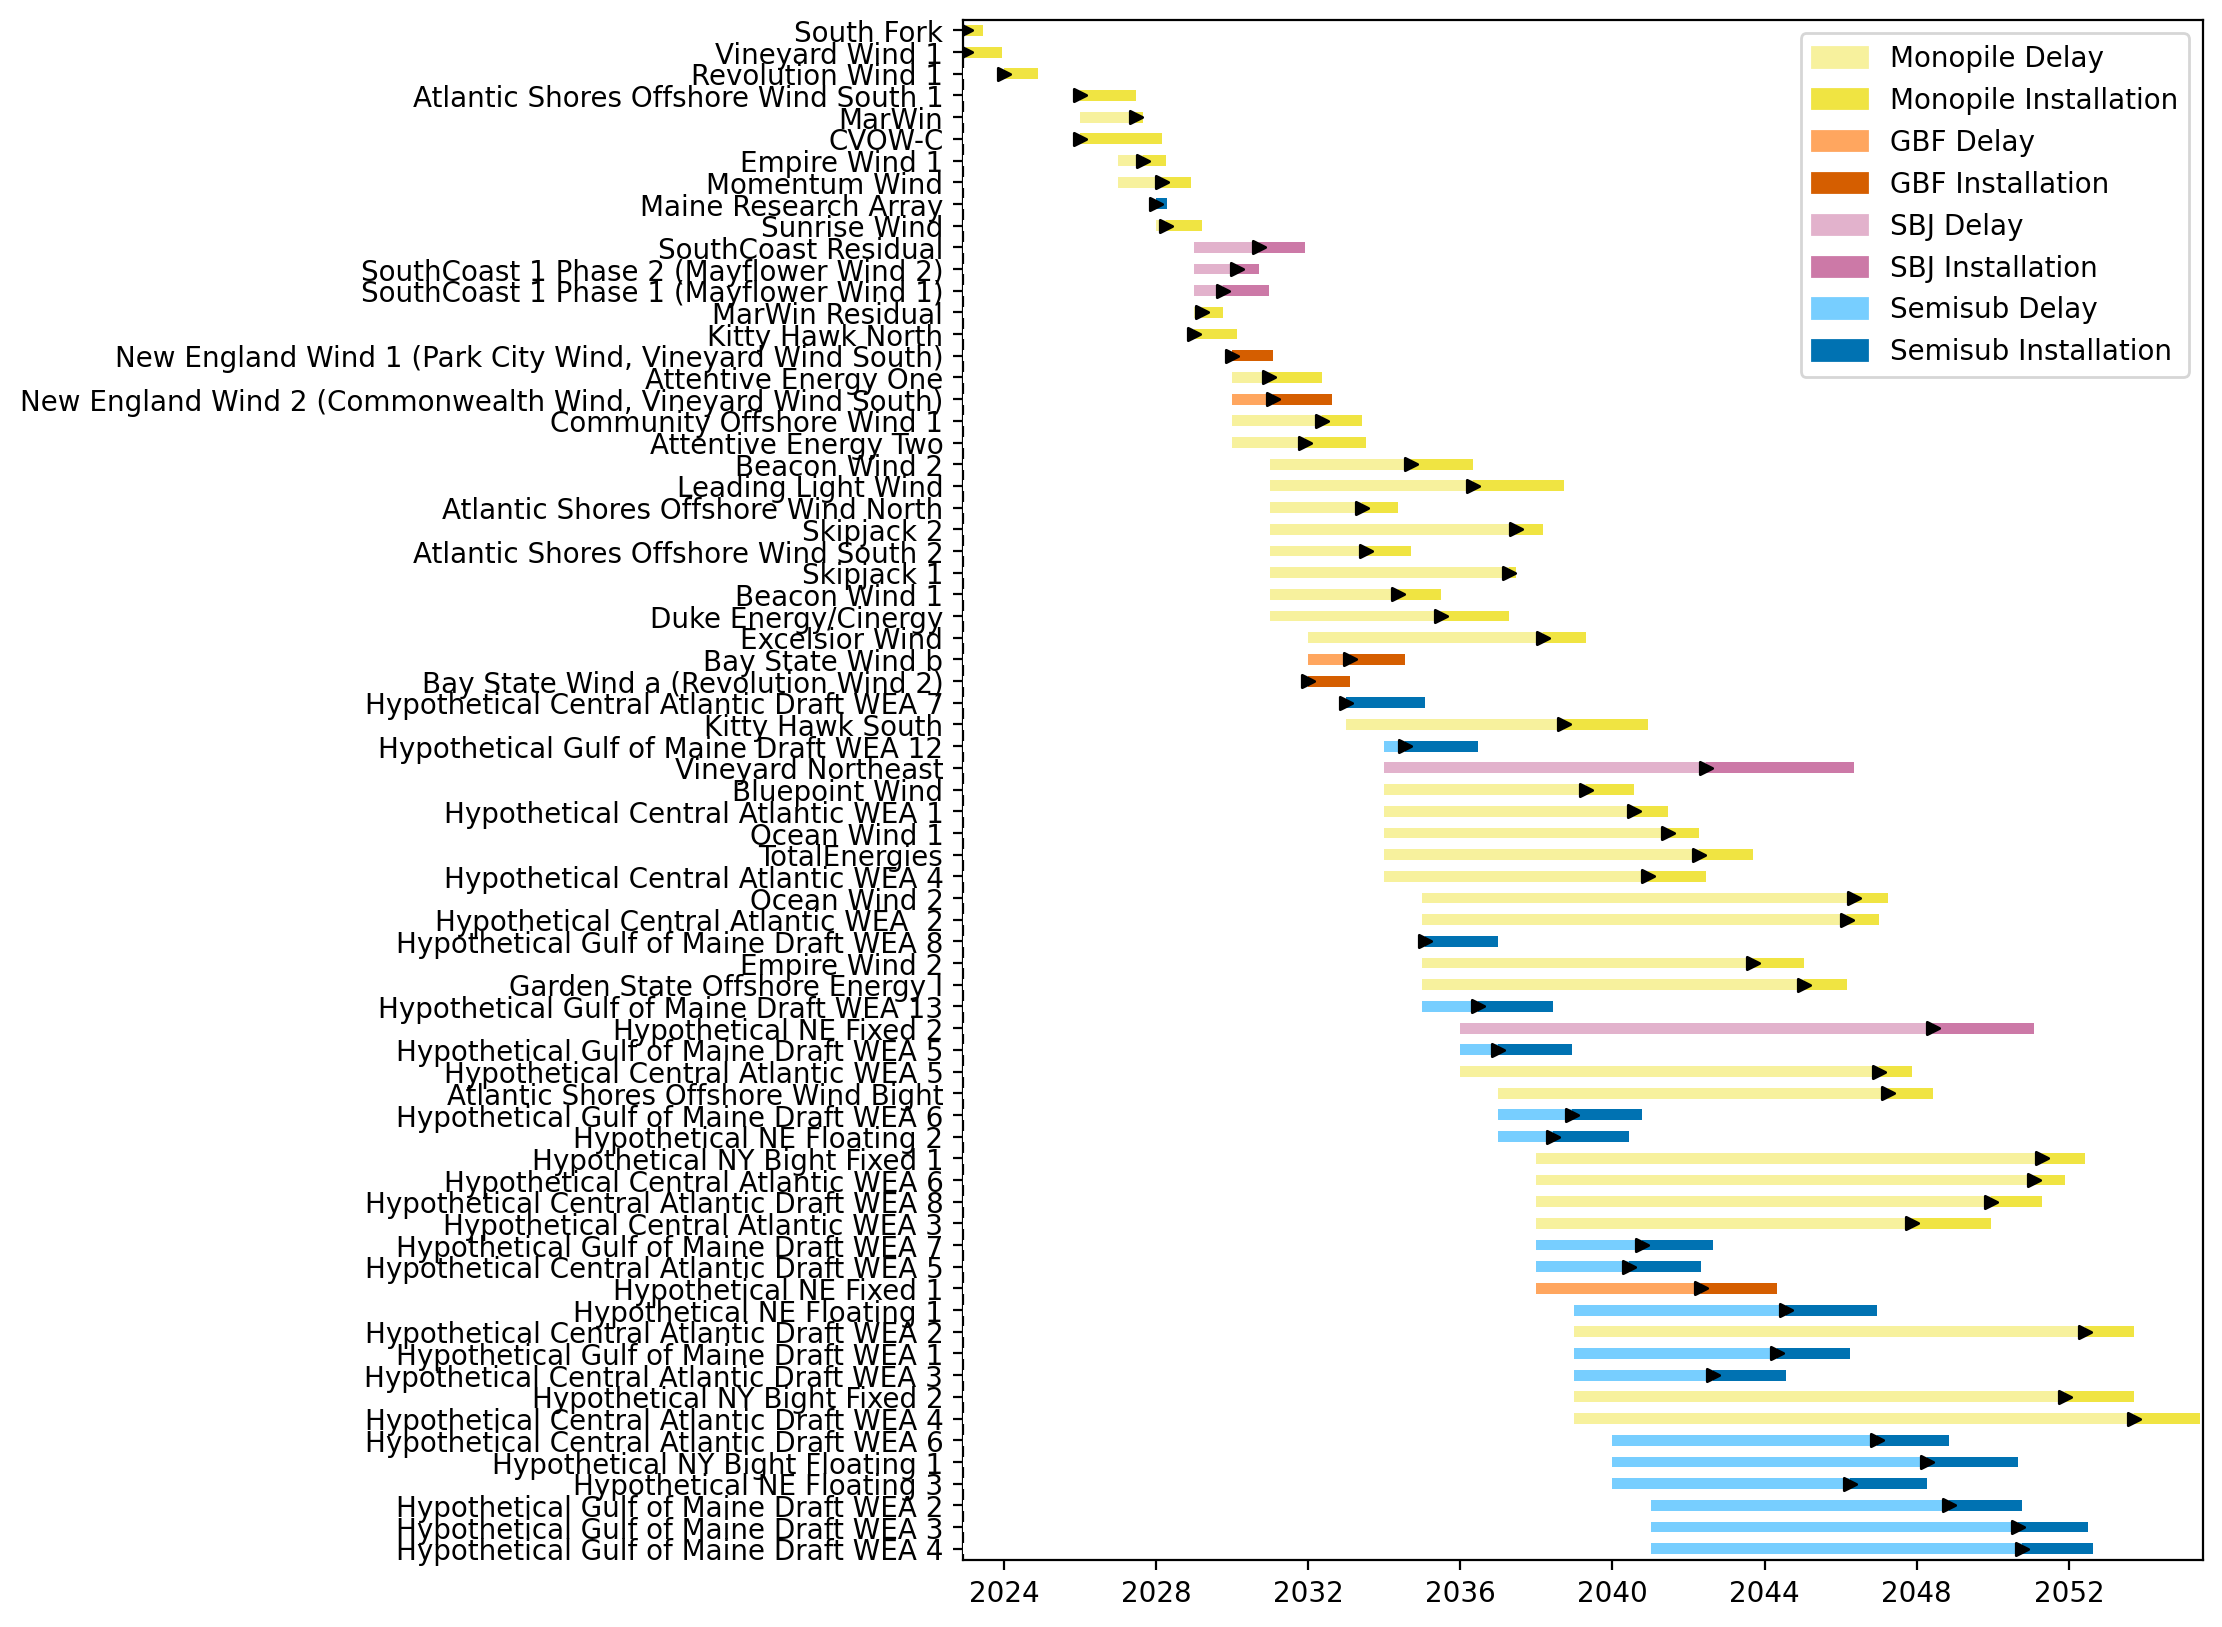 South Fork
Vineyard Wind 1
Revolution Wind 1
Atlantic Shores Offshore Wind South 1
MarWin
CVOW-C
Empire Wind 1
Momentum Wind
Maine Research Array
Sunrise Wind
SouthCoast Residual
SouthCoast 1 Phase 2 (Mayflower Wind 2)
SouthCoast 1 Phase 1 (Mayflower Wind 1)
MarWin Residual
Kitty Hawk North
New England Wind 1 (Park City Wind, Vineyard Wind South)
Attentive Energy One
New England Wind 2 (Commonwealth Wind, Vineyard Wind South)
Community Offshore Wind 1
Attentive Energy Two
Beacon Wind 2
Leading Light Wind
Atlantic Shores Offshore Wind North
Skipjack 2
Atlantic Shores Offshore Wind South 2
Skipjack 1
Beacon Wind 1
Duke Energy/Cinergy
Excelsior Wind
Bay State Wind b
Bay State Wind a (Revolution Wind 2)
Hypothetical Central Atlantic Draft WEA 7
Kitty Hawk South
Hypothetical Gulf of Maine Draft WEA 12
Vineyard Northeast
Bluepoint Wind
Hypothetical Central Atlantic WEA 1
Ocean Wind 1
TotalEnergies
Hypothetical Central Atlantic WEA 4
Ocean Wind 2
Hypothetical Central Atlantic WEA  2
Hypothetical Gulf of Maine Draft WEA 8
Empire Wind 2
Garden State Offshore Energy I
Hypothetical Gulf of Maine Draft WEA 13
Hypothetical NE Fixed 2
Hypothetical Gulf of Maine Draft WEA 5
Hypothetical Central Atlantic WEA 5
Atlantic Shores Offshore Wind Bight
Hypothetical Gulf of Maine Draft WEA 6
Hypothetical NE Floating 2
Hypothetical NY Bight Fixed 1
Hypothetical Central Atlantic WEA 6
Hypothetical Central Atlantic Draft WEA 8
Hypothetical Central Atlantic WEA 3
Hypothetical Gulf of Maine Draft WEA 7
Hypothetical Central Atlantic Draft WEA 5
Hypothetical NE Fixed 1
Hypothetical NE Floating 1
Hypothetical Central Atlantic Draft WEA 2
Hypothetical Gulf of Maine Draft WEA 1
Hypothetical Central Atlantic Draft WEA 3
Hypothetical NY Bight Fixed 2
Hypothetical Central Atlantic Draft WEA 4
Hypothetical Central Atlantic Draft WEA 6
Hypothetical NY Bight Floating 1
Hypothetical NE Floating 3
Hypothetical Gulf of Maine Draft WEA 2
Hypothetical Gulf of Maine Draft WEA 3
Hypothetical Gulf of Maine Draft WEA 4
Monopile Delay
Monopile Installation
GBF Delay
GBF Installation
SBJ Delay
SBJ Installation
Semisub Delay
Semisub Installation
2024 2028 2032 2036 2040 2044 2048 2052